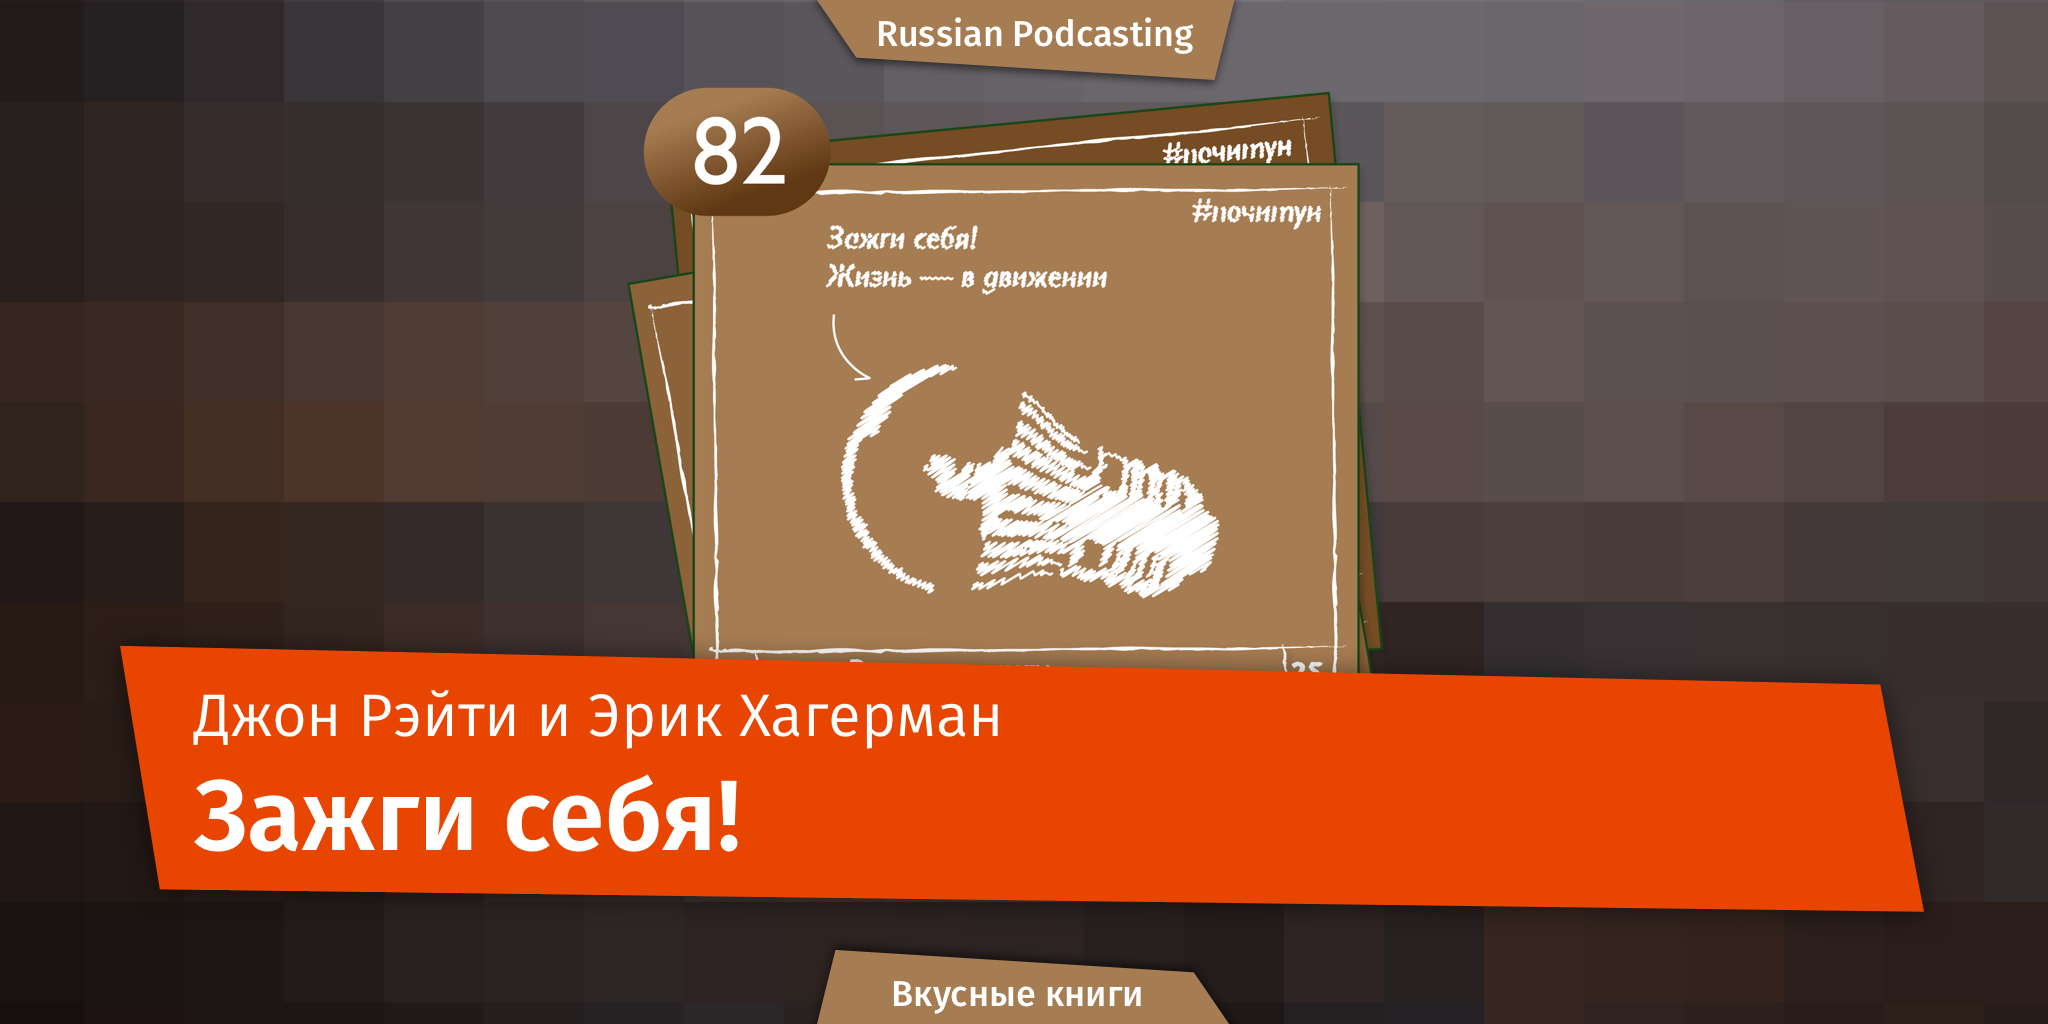 Russian Podcasting
82
#почитун
#почитун
Зажги себя!
Жизнь — в движении
Джон Рэйти и Эрик Хагерман
Зажги себя!
Вкусные книги